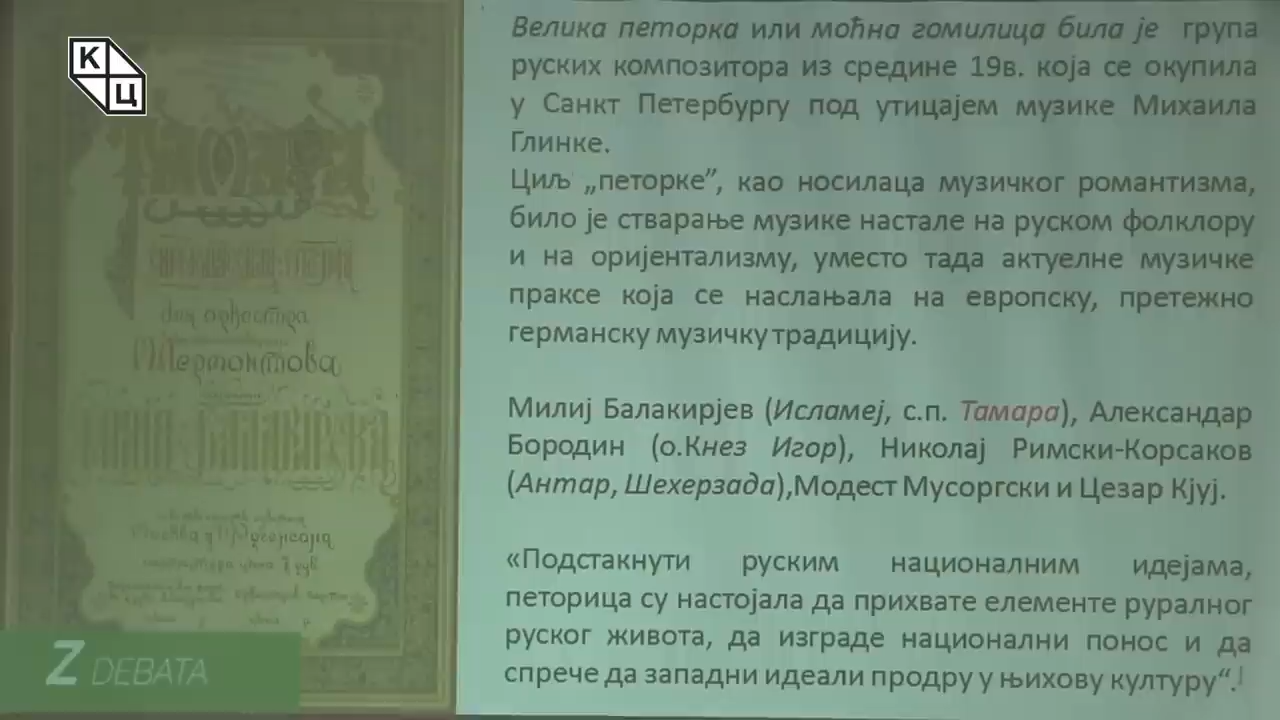 К
Ц
Велика петорка или моћна гомилица била је група
руских композитора из средине 19в. која се окупила
у Санкт Петербургу под утицајем музике Михаила
Глинке.
Циљ „петорке”, као носилаца музичког романтизма,
било је стварање музике настале на руском фолклору
и на оријентализму, уместо тада актуелне музичке
праксе која се наслањала на европску, претежно
германску музичку традицију.
Милиј Балакирјев (Исламеј, с.п. Тамара), Александар
Бородин (о.Кнез Игор), Николај Римски-Корсаков
(Антар, Шехерзада),Модест Мусоргски и Цезар Кјуј.
«Подстакнути руским националним идејама,
петорица су настојала да прихвате елементе руралног
руског живота, да изграде национални понос и да
спрече да западни идеали продру у њихову културу“.
Тамара
для оркестра
Лермонтова
Z DEBATA